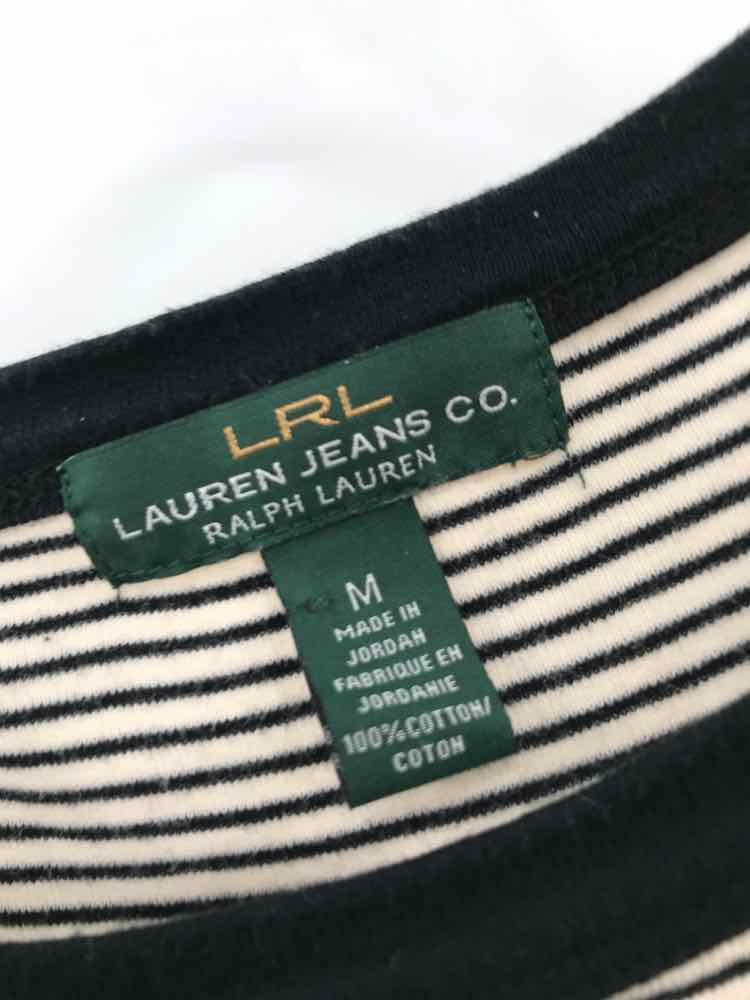 LRL
LAUREN JEANS CO.
RALPH LAUREN
M
MADE IN
JORDAN
FABRIQUE EN
JORDANIE
100%COTTON/
COTON